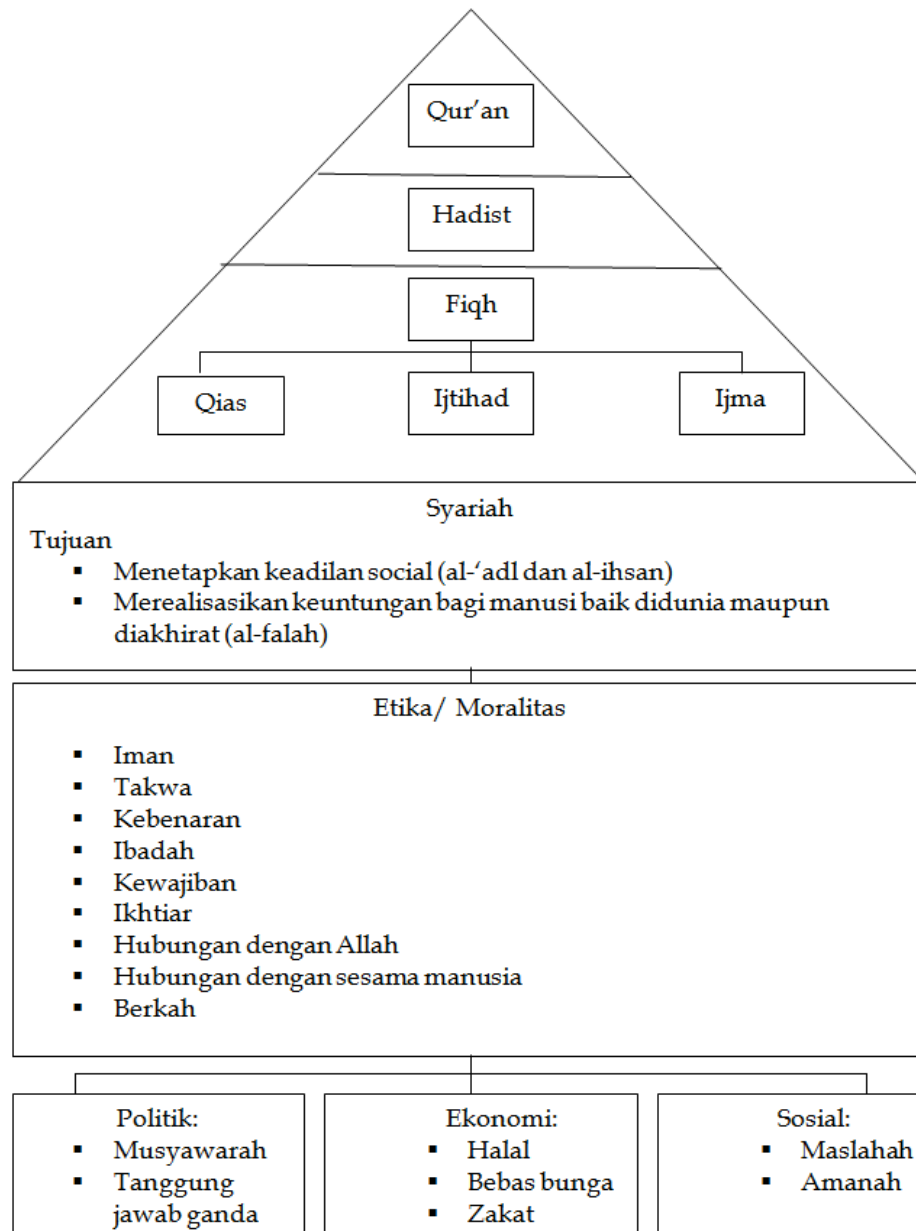 Qur'an
Hadist
Fiqh
Qias
Ijtihad
Ijma
Syariah
Tujuan
▪ Menetapkan keadilan social (al-'adl dan al-ihsan)
▪ Merealisasikan keuntungan bagi manusi baik didunia maupun
diakhirat (al-falah)
Etika/ Moralitas
▪ Iman
▪ Takwa
▪ Kebenaran
▪ Ibadah
▪ Kewajiban
▪ Ikhtiar
▪ Hubungan dengan Allah
▪ Hubungan dengan sesama manusia
▪ Berkah
Politik:
▪ Musyawarah
▪ Tanggung
jawab ganda
Ekonomi:
▪ Halal
▪ Bebas bunga
▪ Zakat
Sosial:
▪ Maslahah
▪ Amanah